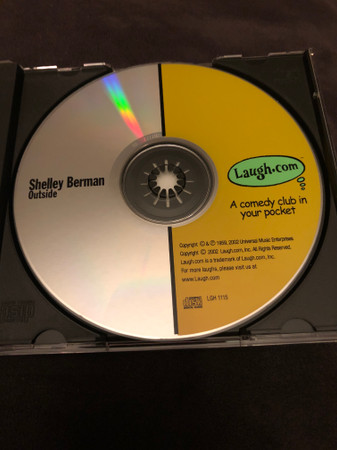 Shelley Berman
Outside
Laugh.com
A comedy club in
your pocket
Copyright © & ℗ 1959, 2002 Universal Music Enterprises.
Copyright © 2002 Laugh.com, Inc. All Rights Reserved.
Laugh.com is a trademark of Laugh.com, Inc.
For more laughs, please visit us at:
www.Laugh.com
LGH 1115